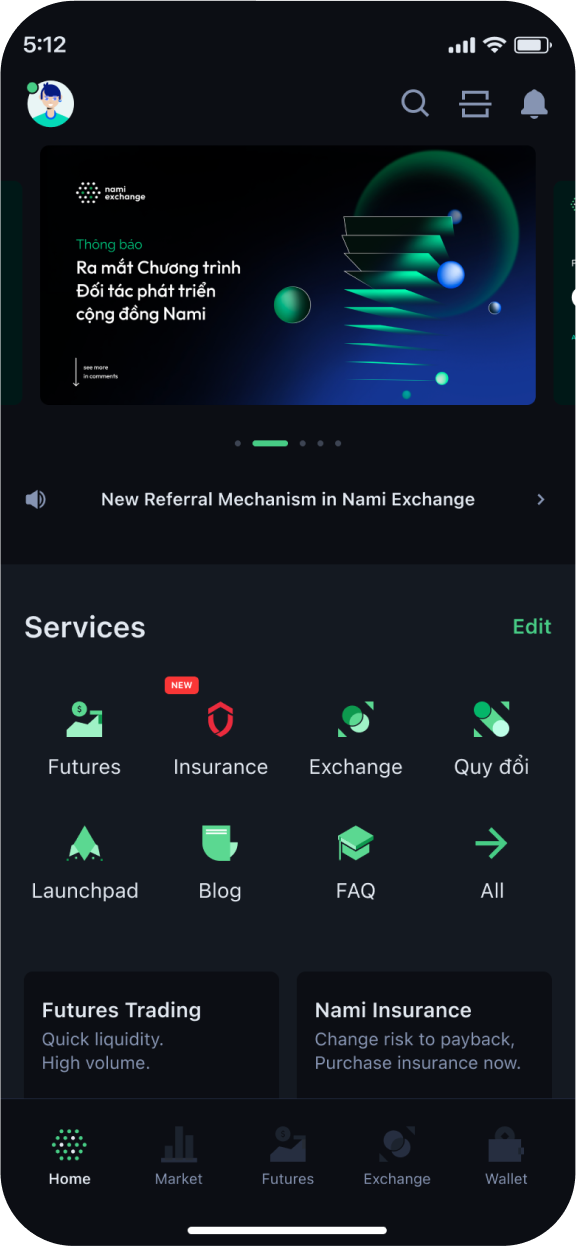 5:12
nami
exchange
Thông báo
Ra mắt Chương trình
Đối tác phát triển
cộng đồng Nami
see more
in comments
New Referral Mechanism in Nami Exchange
Services
Edit
NEW
Futures
Insurance
Exchange
Quy đổi
Launchpad
Blog
FAQ
All
Futures Trading
Quick liquidity.
High volume.
Nami Insurance
Change risk to payback,
Purchase insurance now.
Home
Market
Futures
Exchange
Wallet